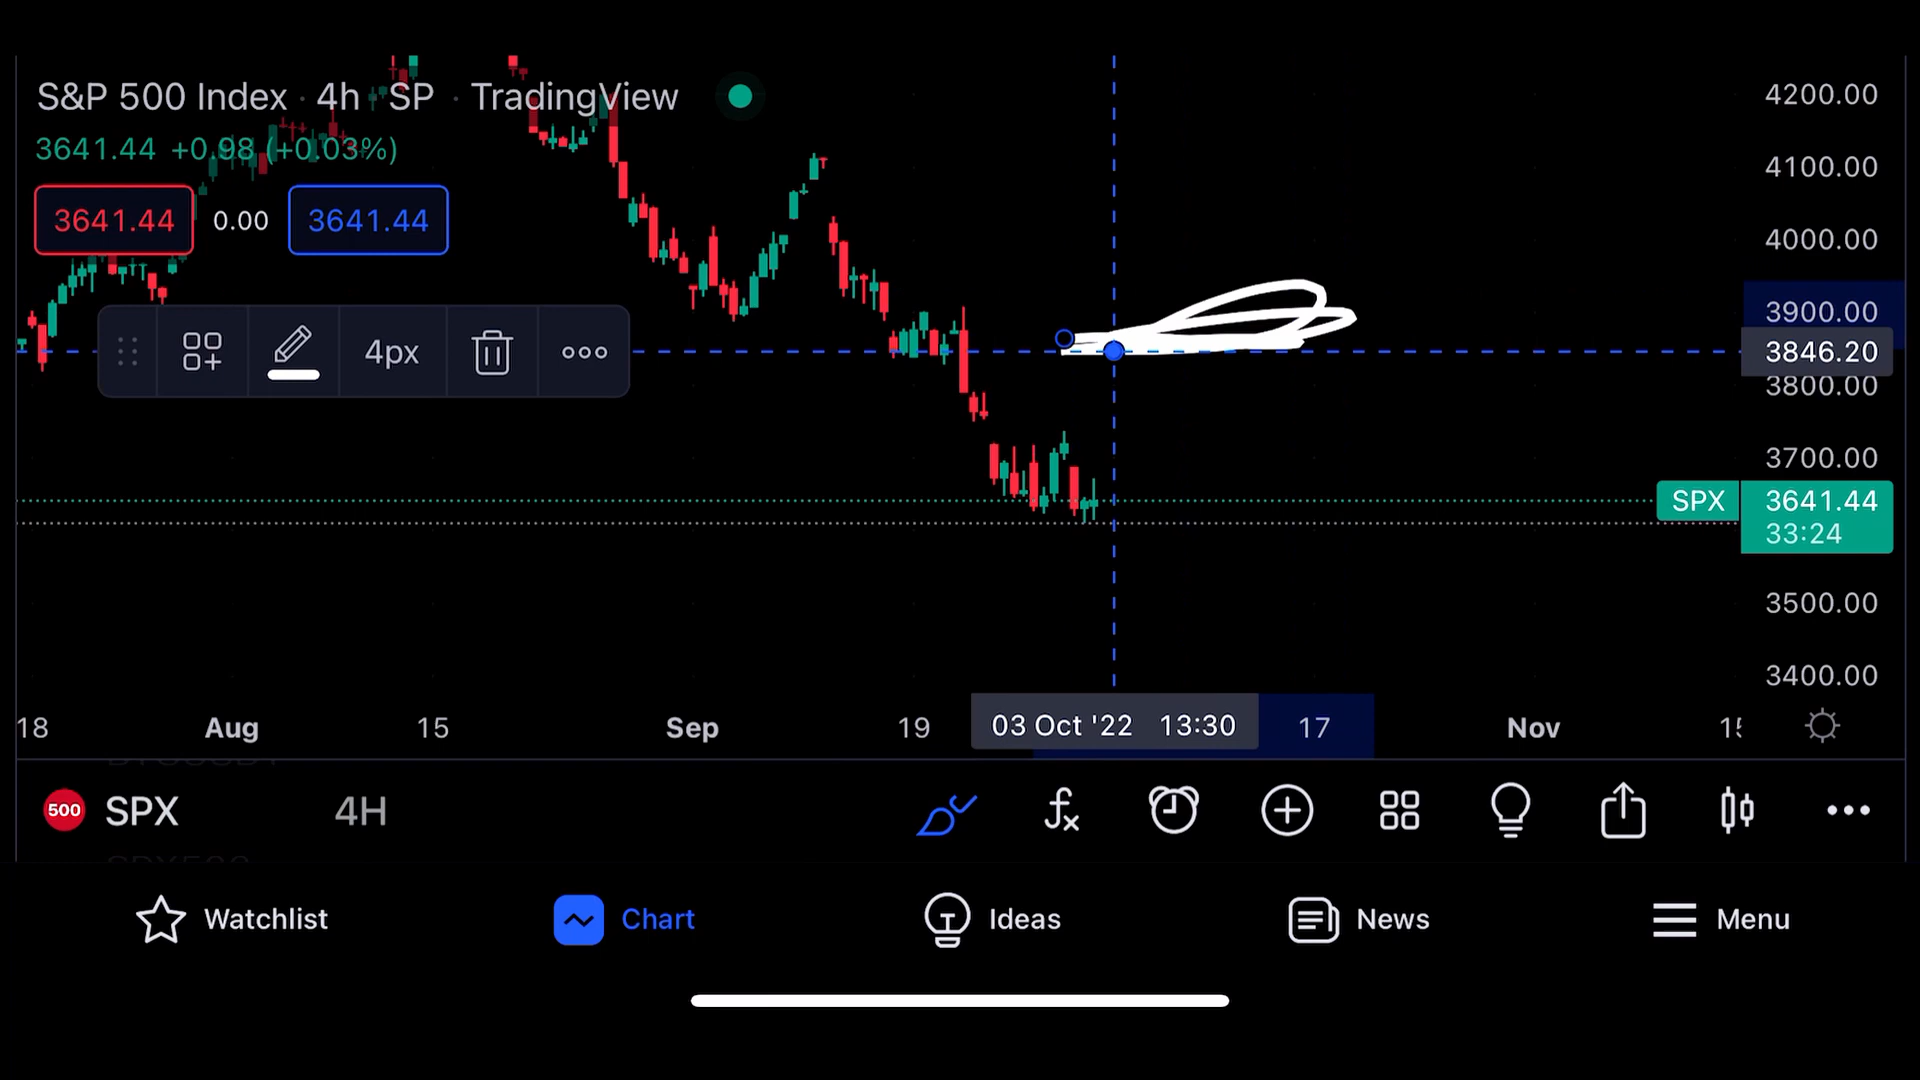 S&P 500 Index · 4h · SP · TradingView
4200.00
3641.44 +0.98 (+0.03%)
4100.00
3641.44 0.00 3641.44
4000.00
3900.00
4px
3846.20
3800.00
3700.00
SPX 3641.44
33:24
3500.00
3400.00
18 Aug 15 Sep 19 03 Oct '22 13:30 17 Nov
500 SPX 4H
Watchlist Chart Ideas News Menu